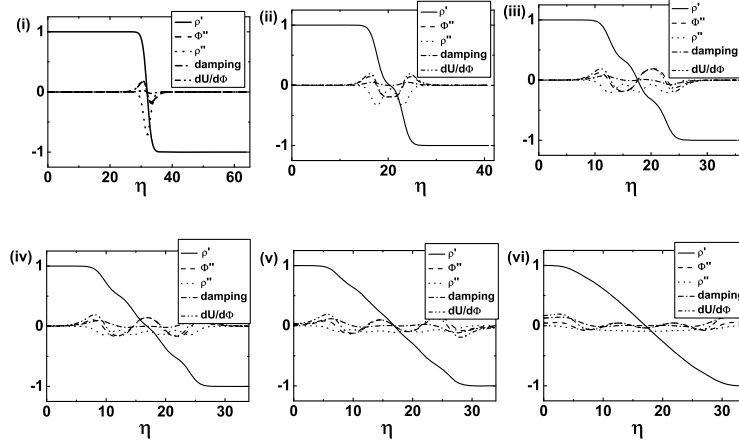 (i)
ρ'
Φ"
ρ"
damping
dU/dΦ
1
0
-1
0 20 40 60
η
(ii)
ρ'
Φ"
ρ"
damping
dU/dΦ
1
0
-1
0 10 20 30 40
η
(iii)
ρ'
Φ"
ρ"
damping
dU/dΦ
1
0
-1
0 10 20 30
η
(iv)
ρ'
Φ"
ρ"
damping
dU/dΦ
1
0
-1
0 10 20 30
η
(v)
ρ'
Φ"
ρ"
damping
dU/dΦ
1
0
-1
0 10 20 30
η
(vi)
ρ'
Φ"
ρ"
damping
dU/dΦ
1
0
-1
0 10 20 30
η